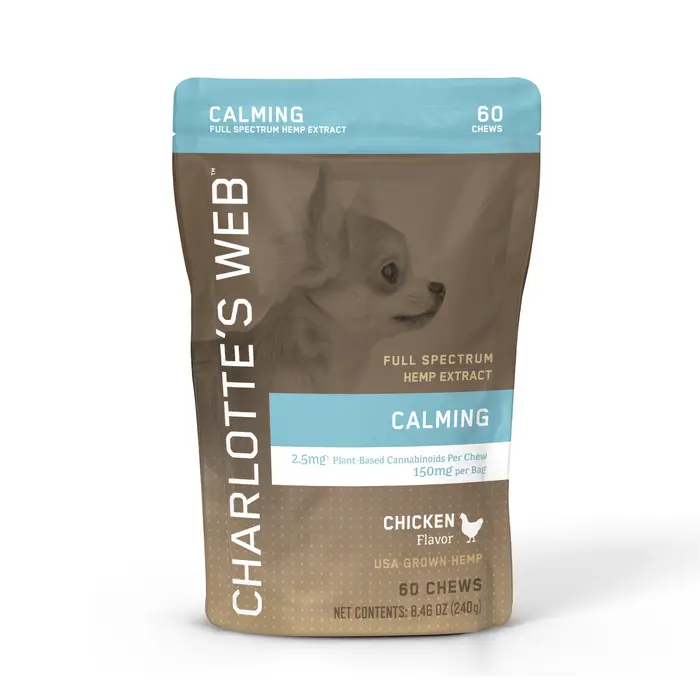 CALMING
FULL SPECTRUM HEMP EXTRACT
60
CHEWS
CHARLOTTE'S WEB™
FULL SPECTRUM
HEMP EXTRACT
CALMING
2.5mg† Plant-Based Cannabinoids Per Chew
150mg per Bag
CHICKEN
Flavor
USA-GROWN-HEMP
60 CHEWS
NET CONTENTS: 8.46 OZ (240g)